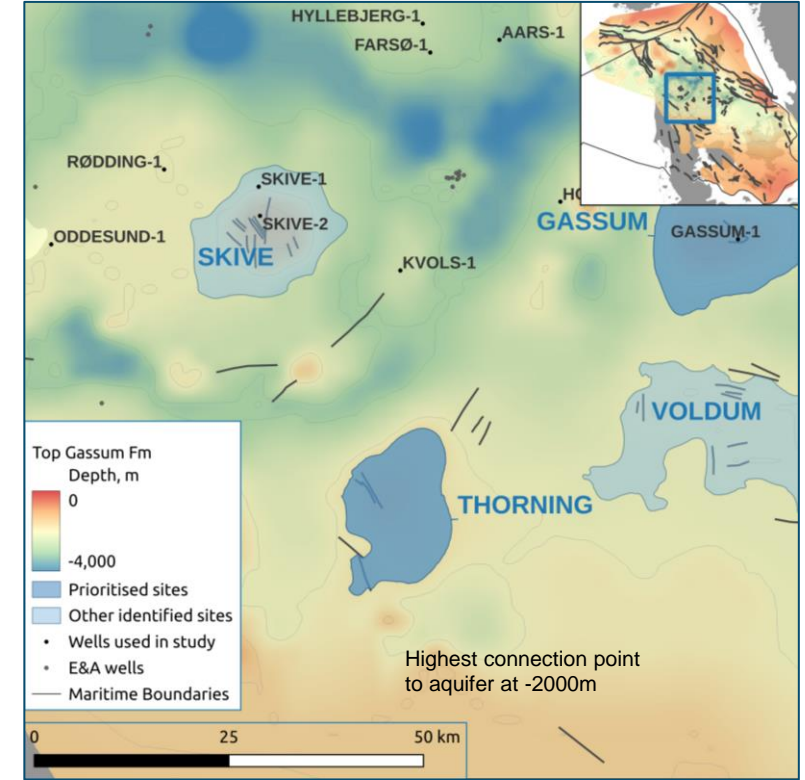 HYLLEBJERG-1
FARSØ-1
AARS-1
RØDDING-1
SKIVE-1
SKIVE-2
HO
GASSUM
GASSUM-1
ODDESUND-1
SKIVE
KVOLS-1
VOLDUM
THORNING
Top Gassum Fm
Depth, m
0
-4,000
Prioritised sites
Other identified sites
Wells used in study
E&A wells
Maritime Boundaries
Highest connection point
to aquifer at -2000m
0 25 50 km